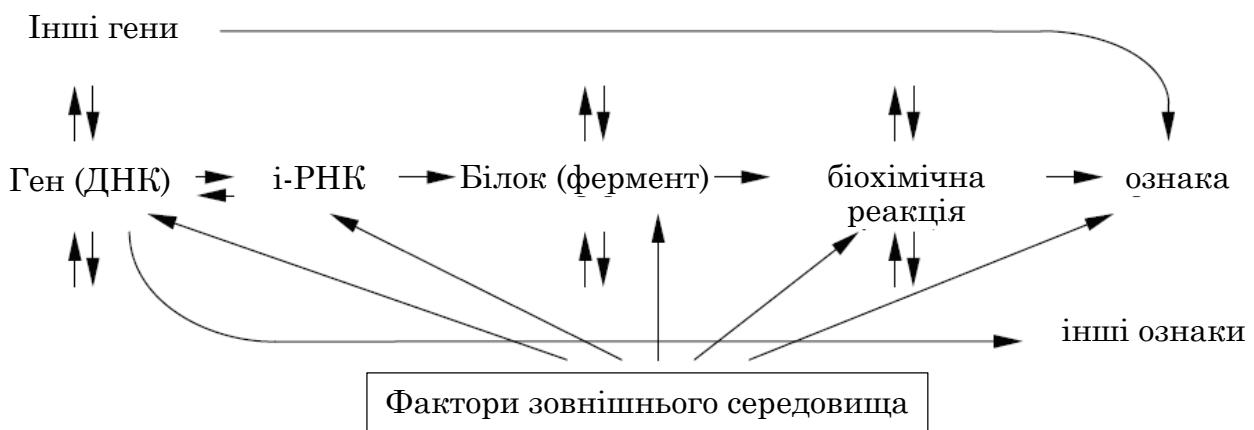 Інші гени
Ген (ДНК)
і-РНК
Білок (фермент)
біохімічна
реакція
ознака
інші ознаки
Фактори зовнішнього середовища